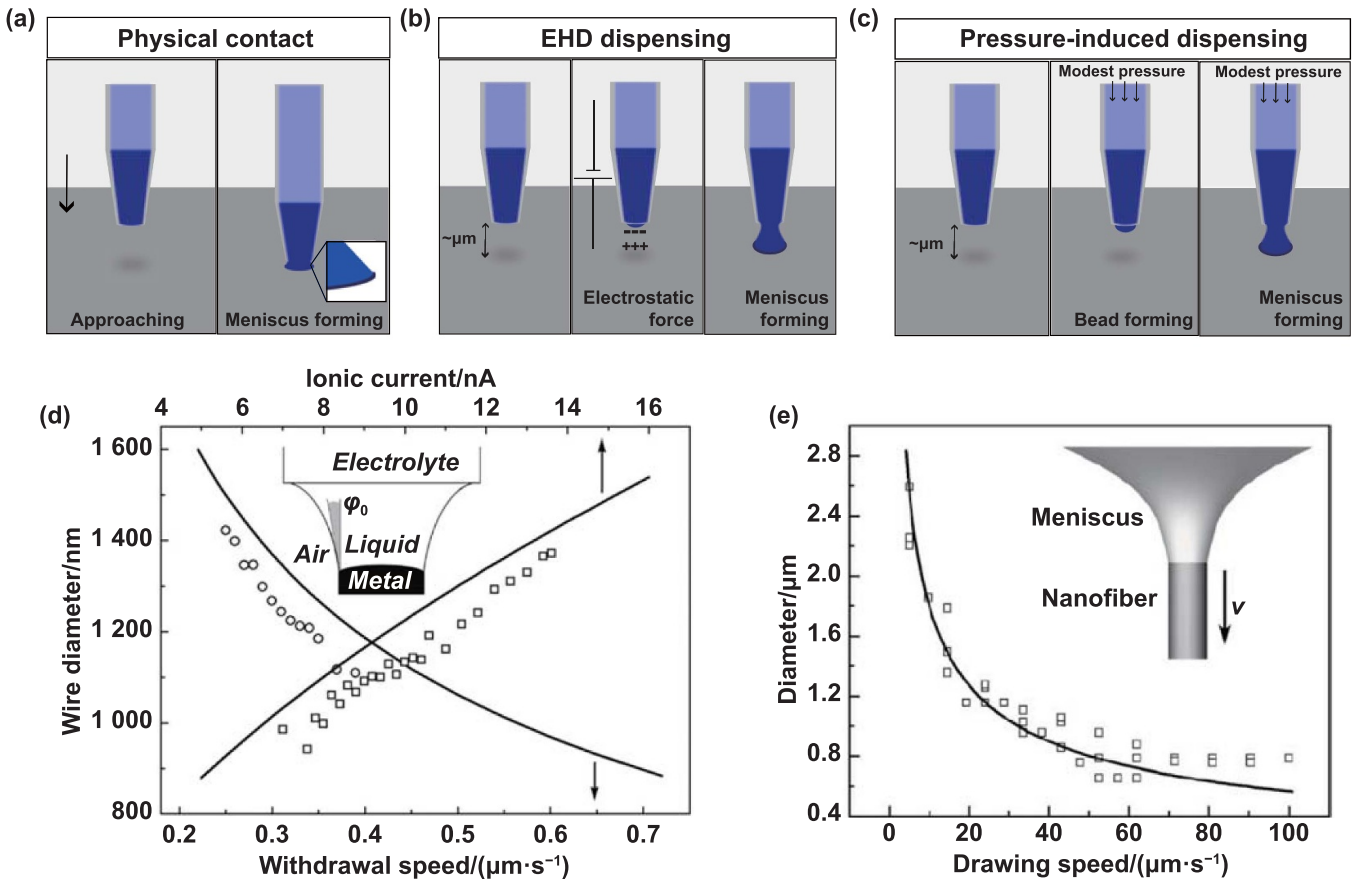 (a)
Physical contact
Approaching
Meniscus forming
(b)
EHD dispensing
~μm
Electrostatic
force
Meniscus
forming
(c)
Pressure-induced dispensing
~μm
Modest pressure
Bead forming
Modest pressure
Meniscus
forming
(d)
Ionic current/nA
4 6 8 10 12 14 16
Wire diameter/nm
1 600
1 400
1 200
1 000
800
Electrolyte
φ0
Air
Liquid
Metal
0.2 0.3 0.4 0.5 0.6 0.7
Withdrawal speed/(μm·s⁻¹)
(e)
Diameter/μm
2.8
2.4
2.0
1.6
1.2
0.8
0.4
Meniscus
Nanofiber
v
0 20 40 60 80 100
Drawing speed/(μm·s⁻¹)